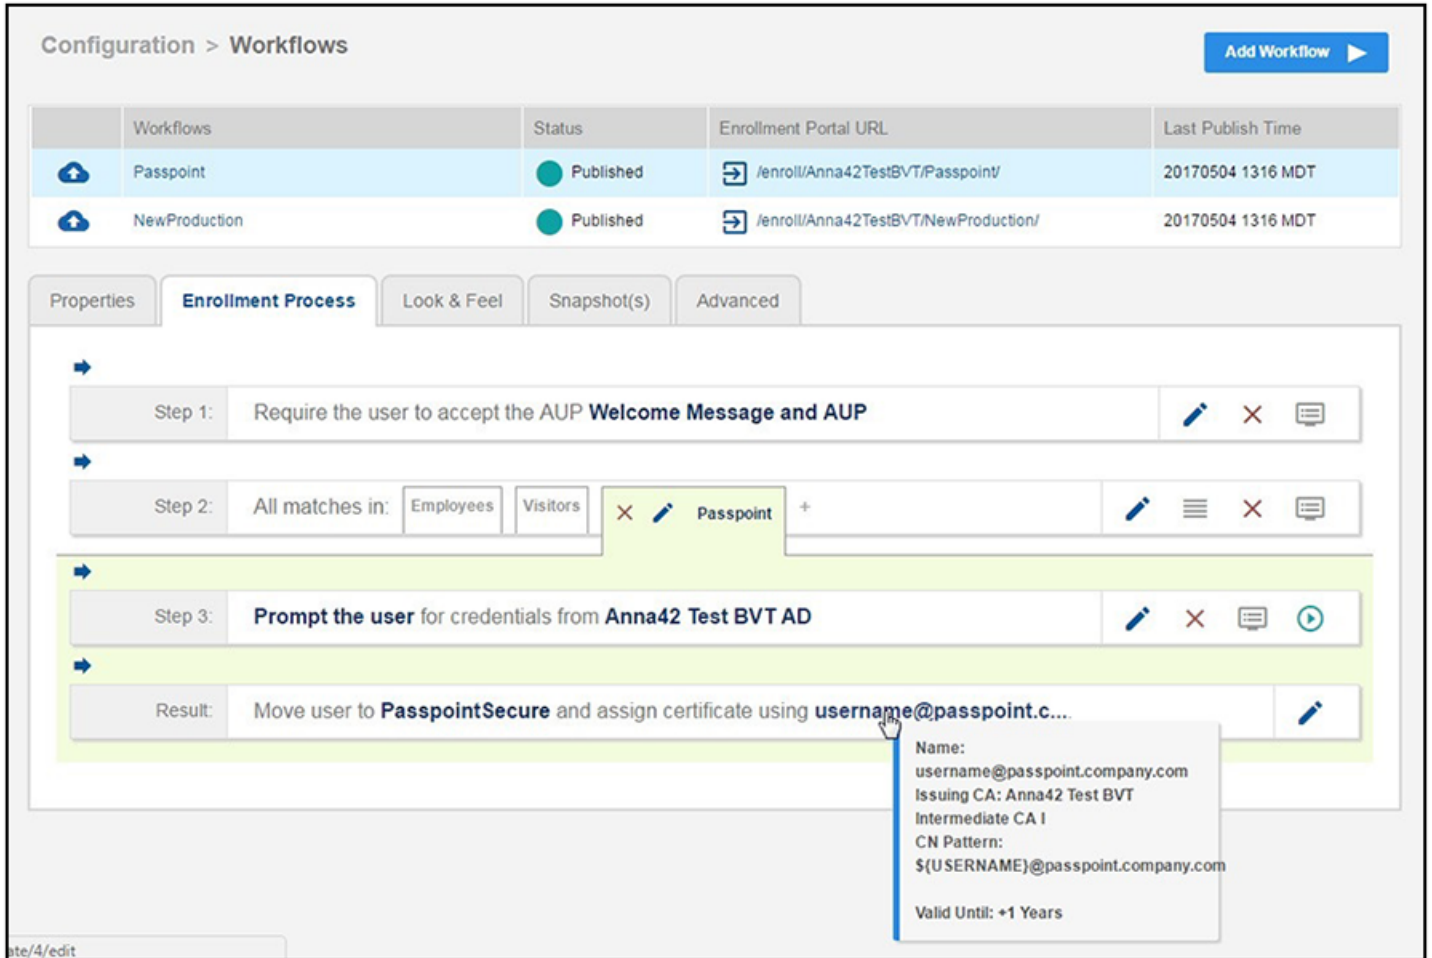 Configuration > Workflows
Add Workflow
Workflows Status Enrollment Portal URL Last Publish Time
Passpoint Published /enroll/Anna42TestBVT/Passpoint/ 20170504 1316 MDT
NewProduction Published /enroll/Anna42TestBVT/NewProduction/ 20170504 1316 MDT
Properties Enrollment Process Look & Feel Snapshot(s) Advanced
Step 1: Require the user to accept the AUP Welcome Message and AUP
Step 2: All matches in: Employees Visitors Passpoint +
Step 3: Prompt the user for credentials from Anna42 Test BVT AD
Result: Move user to PasspointSecure and assign certificate using username@passpoint.c....
Name:
username@passpoint.company.com
Issuing CA: Anna42 Test BVT
Intermediate CA I
CN Pattern:
${USERNAME}@passpoint.company.com
Valid Until: +1 Years
ate/4/edit